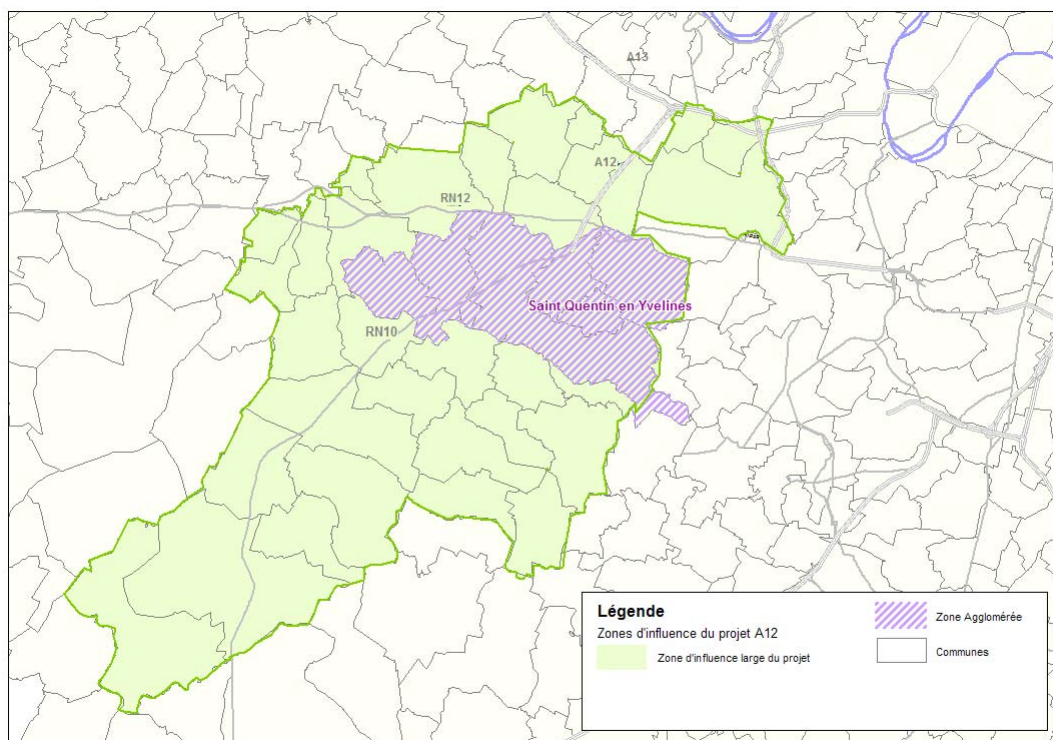 A13
A12
RN12
Saint Quentin en Yvelines
RN10
Légende
Zones d'influence du projet A12
Zone d'influence large du projet
Zone Agglomérée
Communes